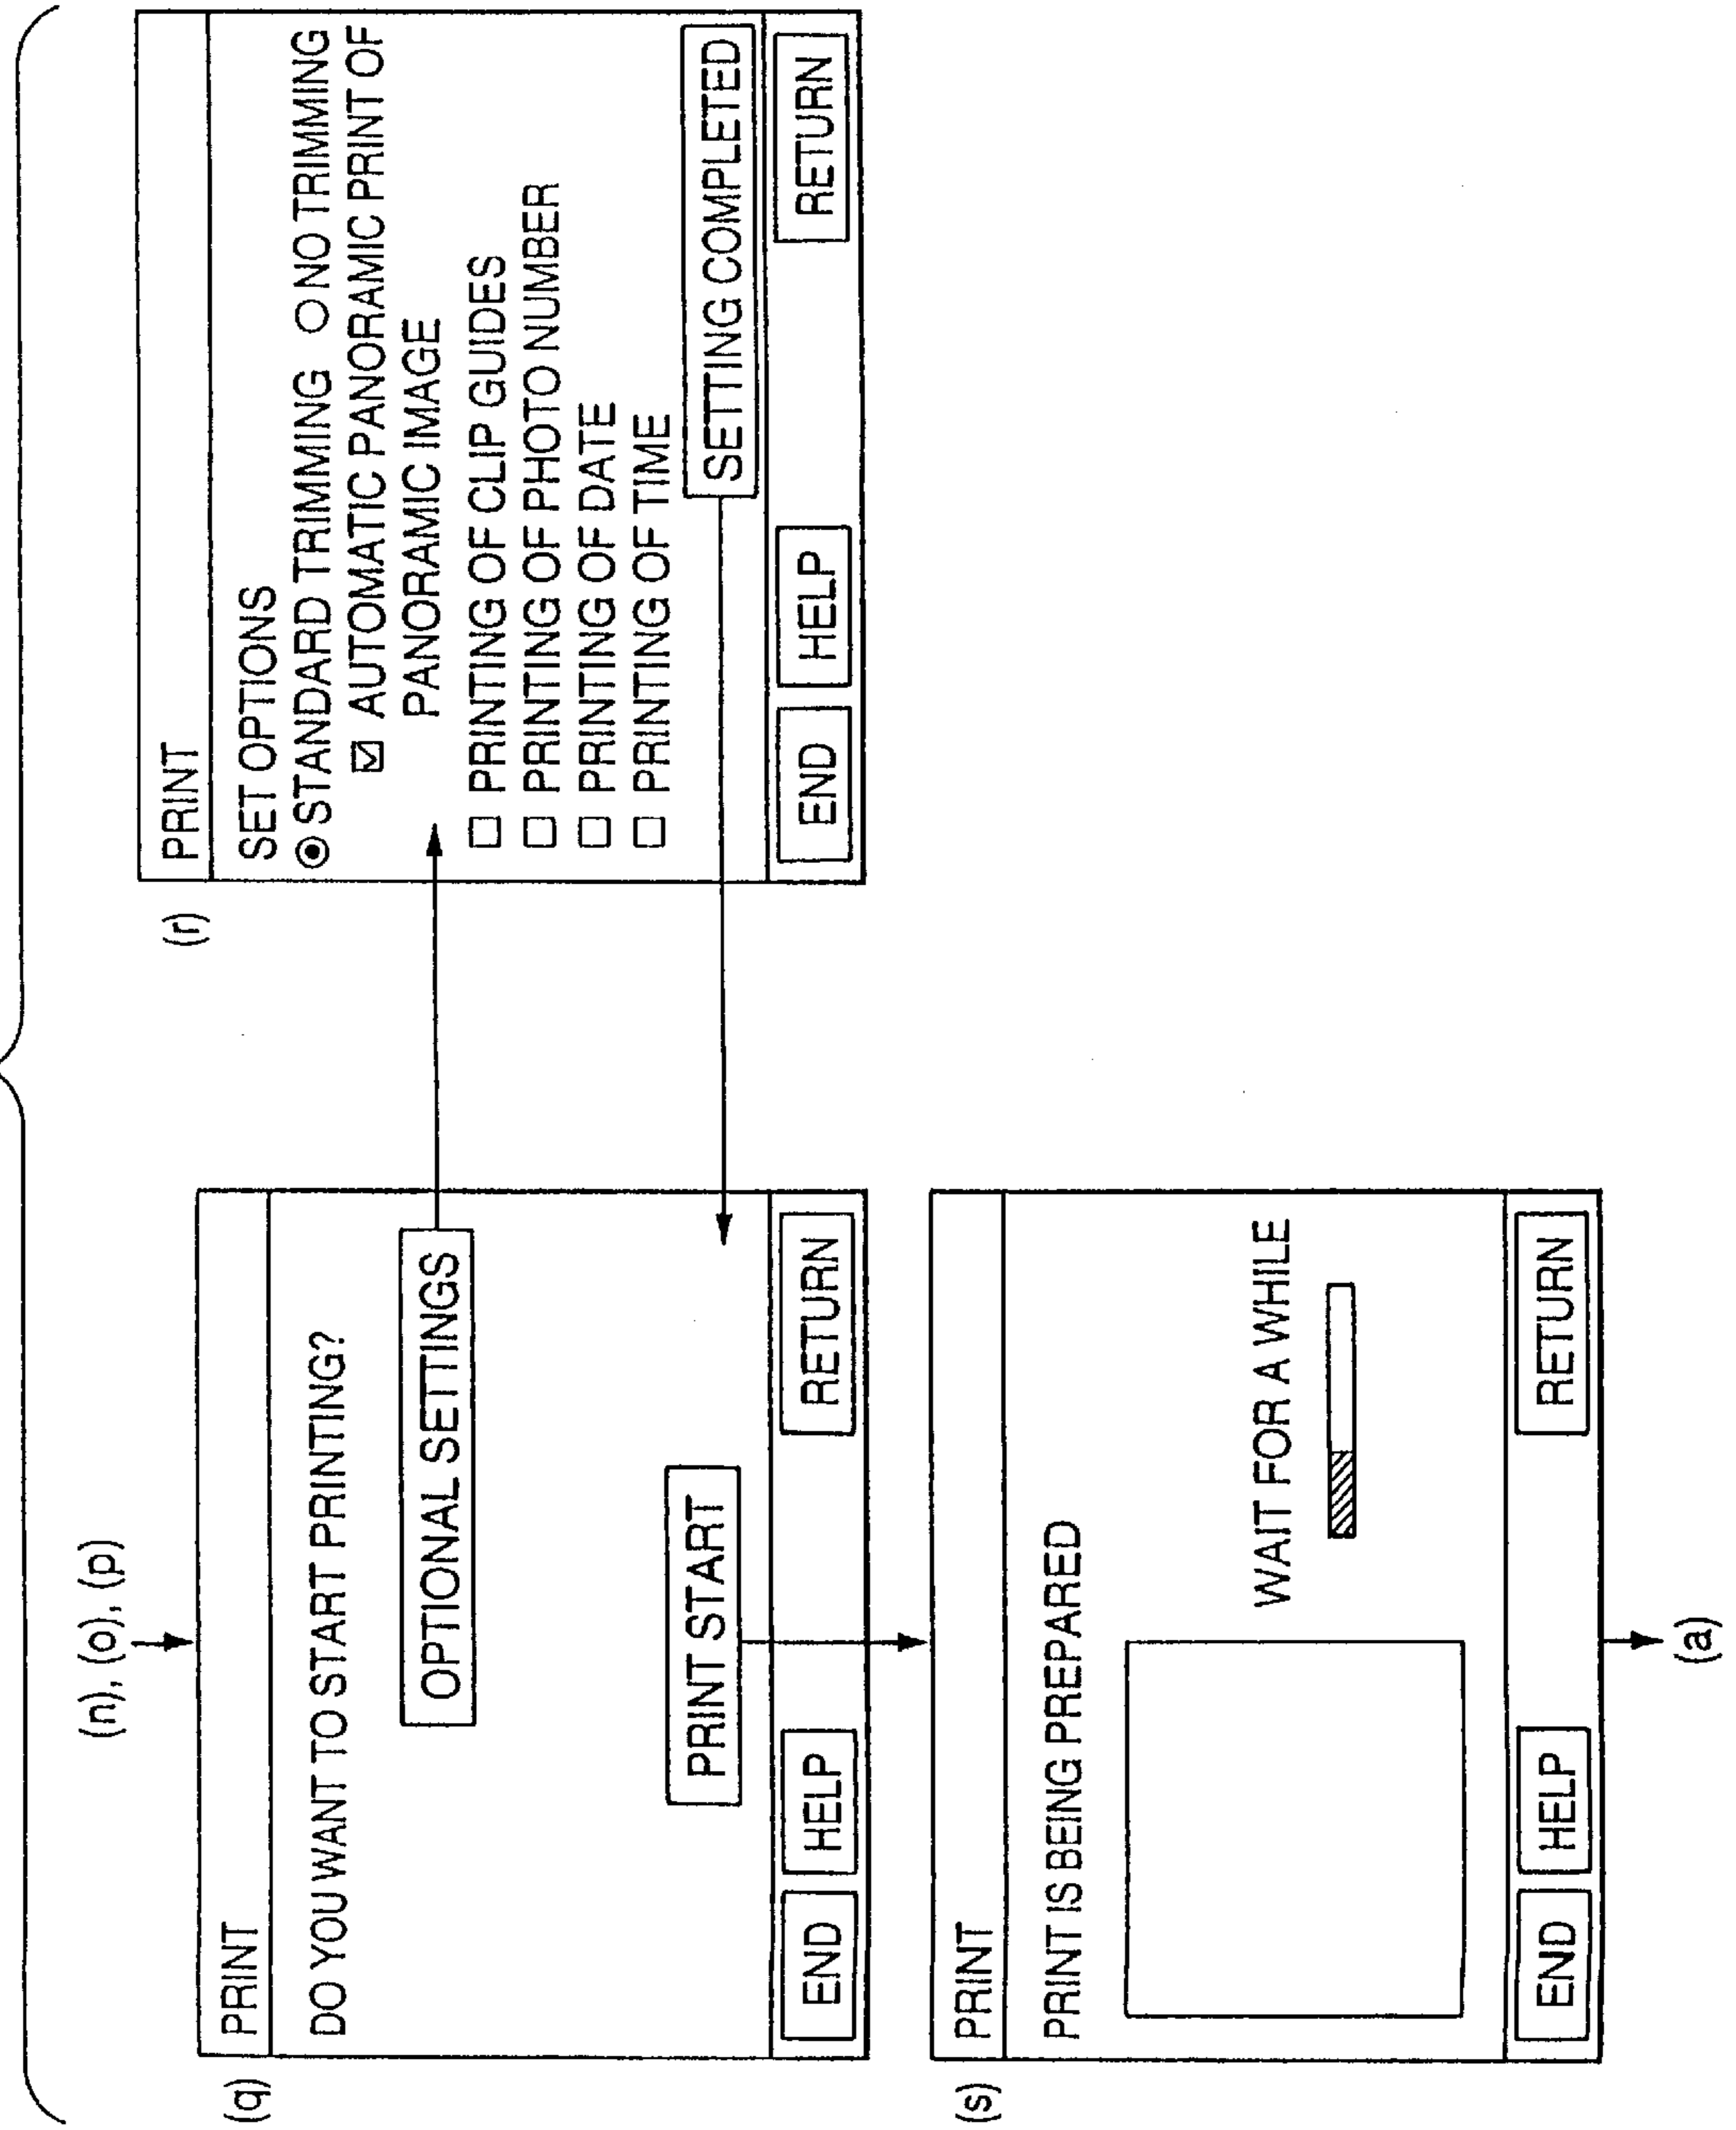 (n), (o), (p)
(q)
PRINT
DO YOU WANT TO START PRINTING?
OPTIONAL SETTINGS
PRINT START
END HELP RETURN
(r)
PRINT
SET OPTIONS
STANDARD TRIMMING NO TRIMMING
AUTOMATIC PANORAMIC PRINT OF
PANORAMIC IMAGE
PRINTING OF CLIP GUIDES
PRINTING OF PHOTO NUMBER
PRINTING OF DATE
PRINTING OF TIME
SETTING COMPLETED
END HELP RETURN
(s)
PRINT
PRINT IS BEING PREPARED
WAIT FOR A WHILE
END HELP RETURN
(a)